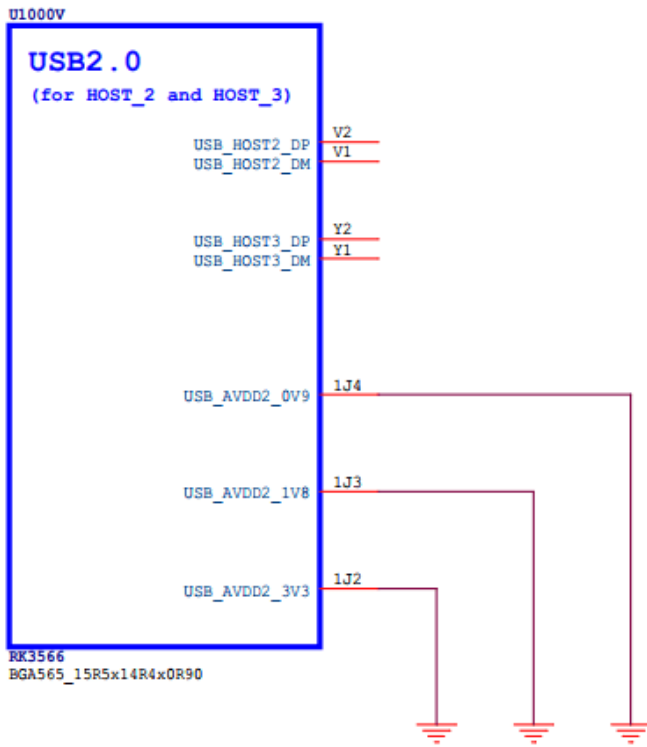 U1000V
USB2.0
(for HOST_2 and HOST_3)
USB_HOST2_DP V2
USB_HOST2_DM V1
USB_HOST3_DP Y2
USB_HOST3_DM Y1
USB_AVDD2_0V9 1J4
USB_AVDD2_1V8 1J3
USB_AVDD2_3V3 1J2
RK3566
BGA565_15R5x14R4x0R90